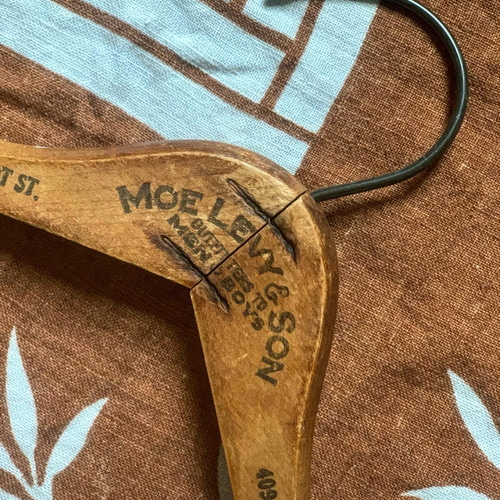 MOE LEVY & SON
OUTFITTERS TO
MEN & BOYS
T ST.
409